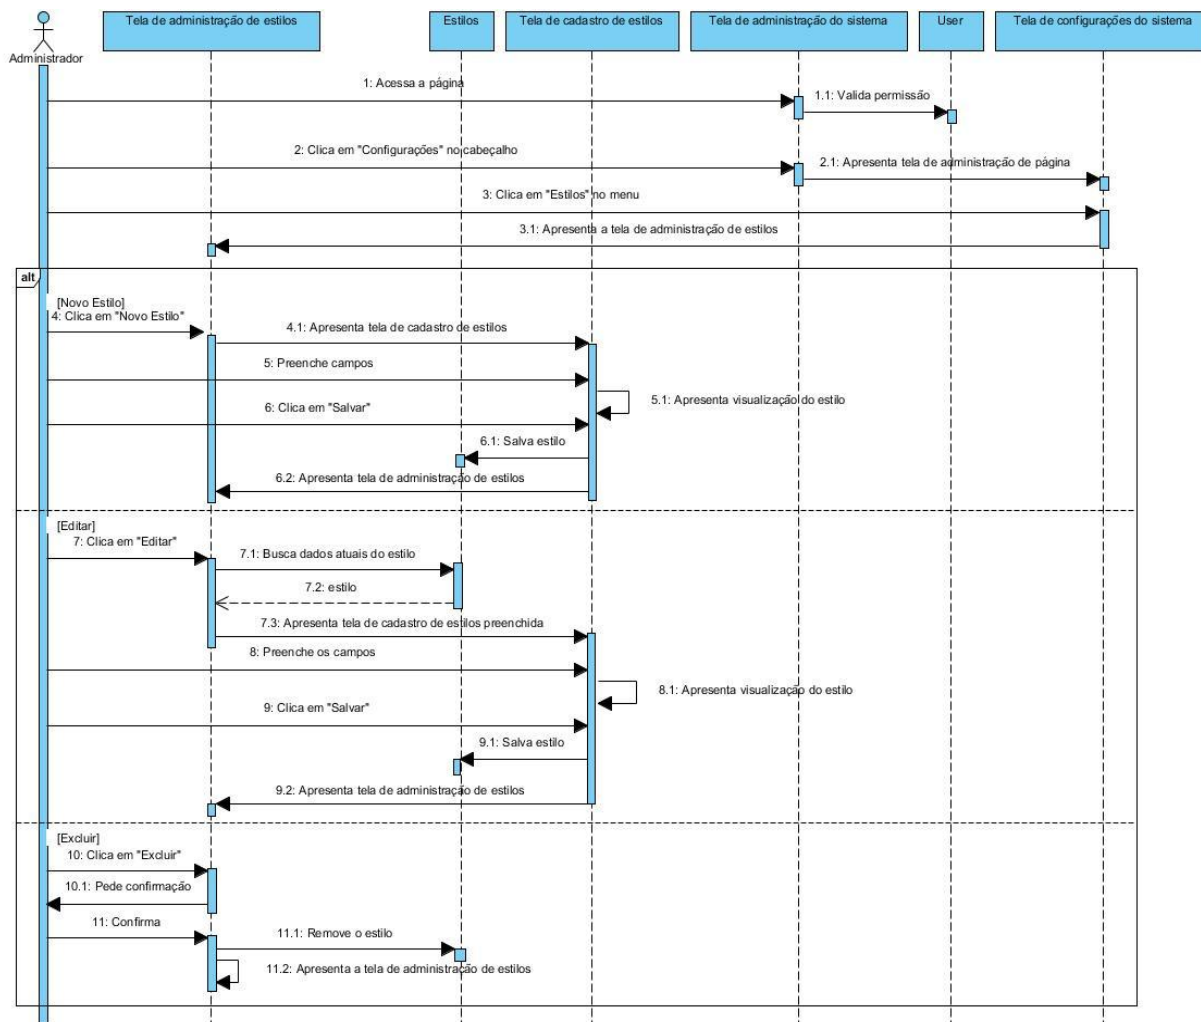 Tela de administração de estilos
Estilos
Tela de cadastro de estilos
Tela de administração do sistema
User
Tela de configurações do sistema
Administrador
1: Acessa a página
1.1: Valida permissão
2: Clica em "Configurações" no cabeçalho
2.1: Apresenta tela de administração de página
3: Clica em "Estilos" no menu
3.1: Apresenta a tela de administração de estilos
alt
[Novo Estilo]
4: Clica em "Novo Estilo"
4.1: Apresenta tela de cadastro de estilos
5: Preenche campos
5.1: Apresenta visualização do estilo
6: Clica em "Salvar"
6.1: Salva estilo
6.2: Apresenta tela de administração de estilos
[Editar]
7: Clica em "Editar"
7.1: Busca dados atuais do estilo
7.2: estilo
7.3: Apresenta tela de cadastro de estilos preenchida
8: Preenche os campos
8.1: Apresenta visualização do estilo
9: Clica em "Salvar"
9.1: Salva estilo
9.2: Apresenta tela de administração de estilos
[Excluir]
10: Clica em "Excluir"
10.1: Pede confirmação
11: Confirma
11.1: Remove o estilo
11.2: Apresenta a tela de administração de estilos